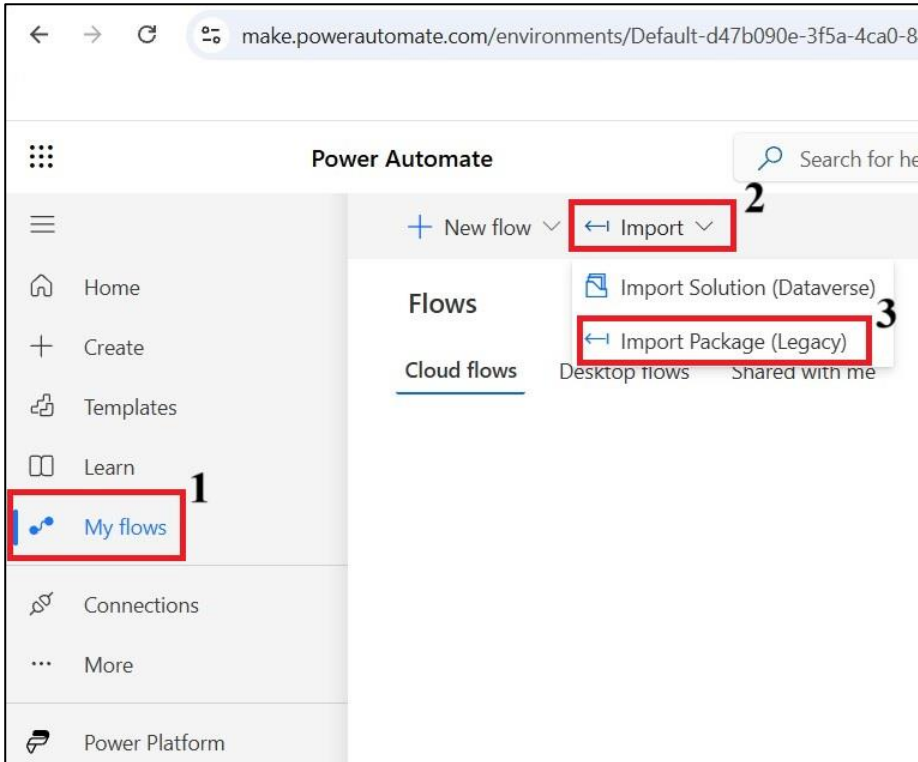 make.powerautomate.com/environments/Default-d47b090e-3f5a-4ca0-8
Power Automate
Search for he
2
New flow
Import
Home
Import Solution (Dataverse)
Flows
3
Create
Import Package (Legacy)
Cloud flows
Desktop flows
Shared with me
Templates
Learn
1
My flows
Connections
More
Power Platform